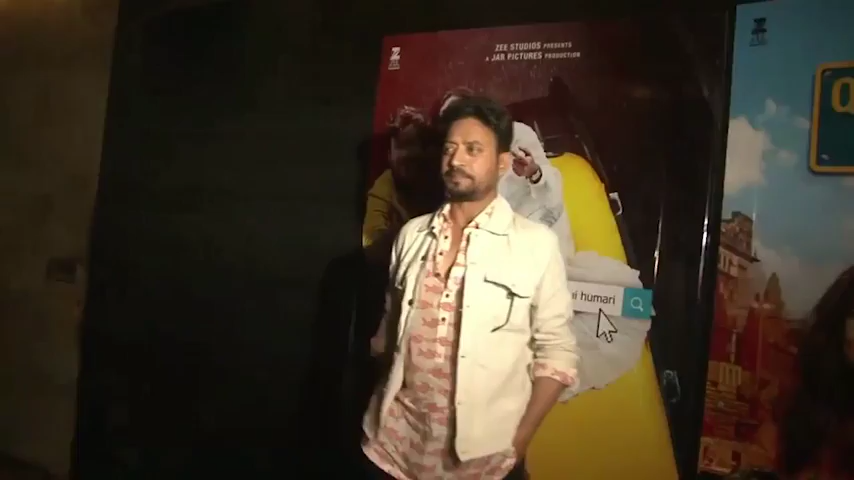 ZEE STUDIOS PRESENTS
A JAR PICTURES PRODUCTION
humari
Q